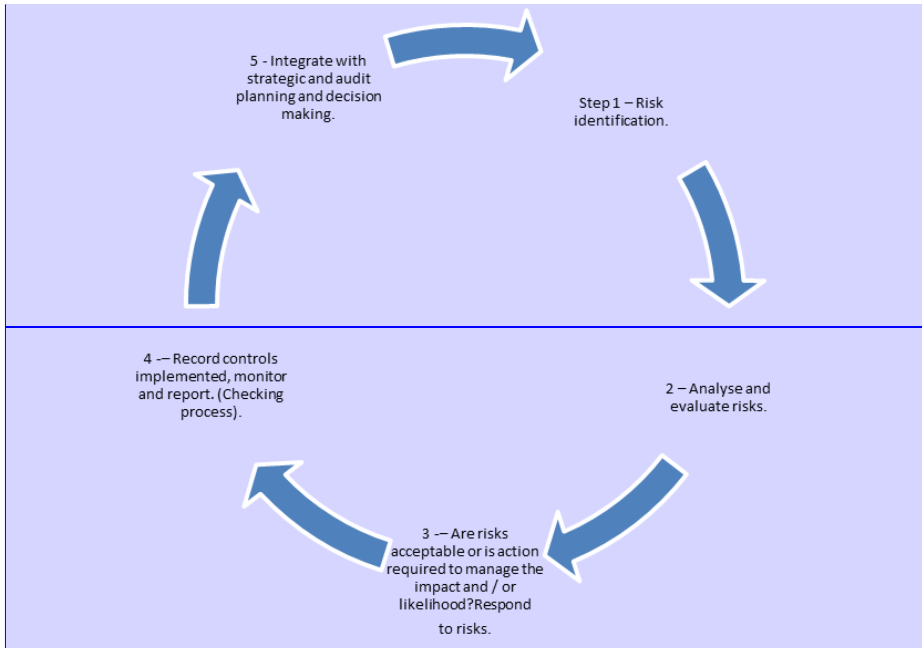 5 - Integrate with
strategic and audit
planning and decision
making.
Step 1 – Risk
identification.
2 – Analyse and
evaluate risks.
3 -– Are risks
acceptable or is action
required to manage the
impact and / or
likelihood?Respond
to risks.
4 -– Record controls
implemented, monitor
and report. (Checking
process).